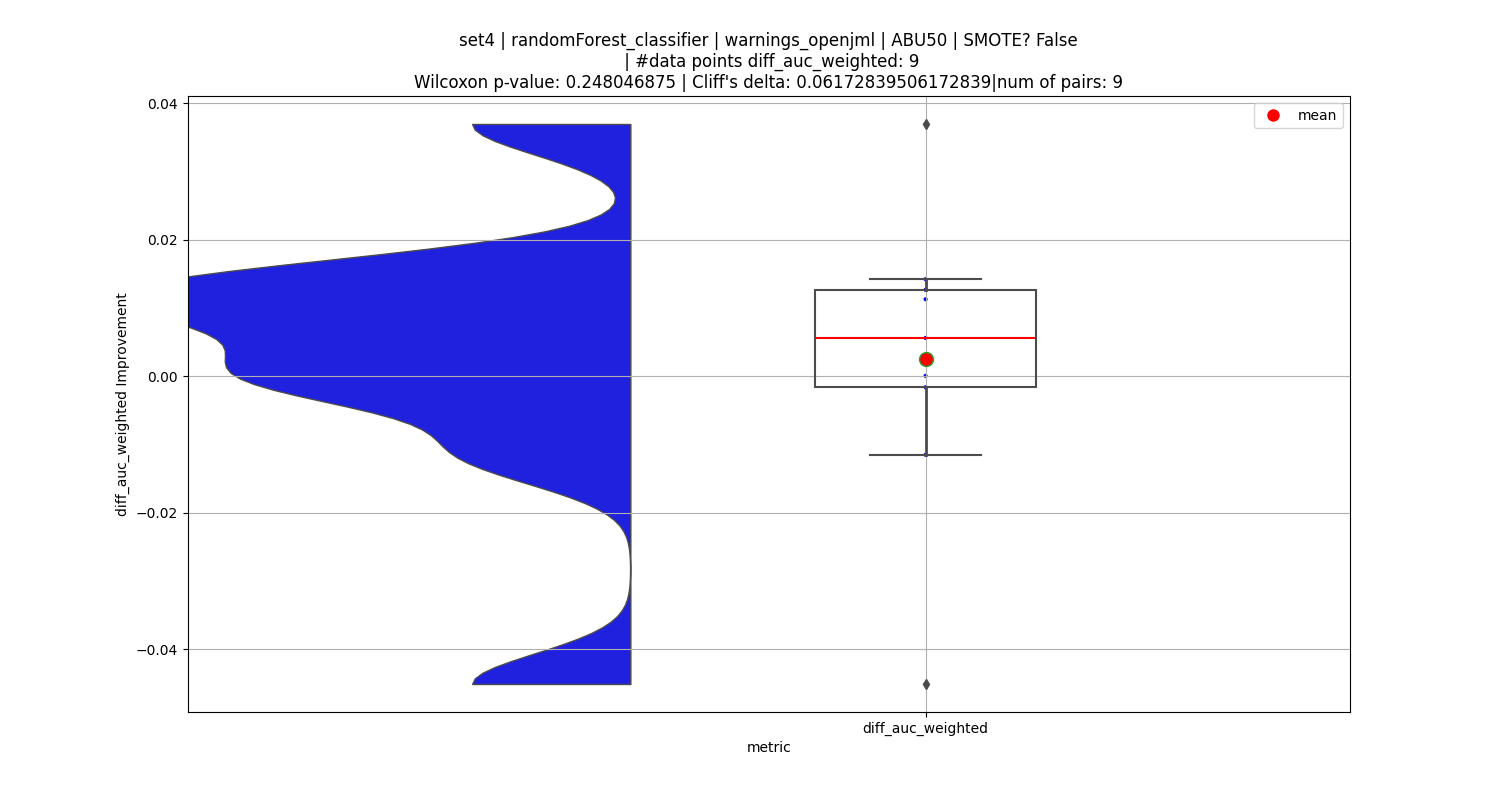 set4 | randomForest_classifier | warnings_openjml | ABU50 | SMOTE? False
| #data points diff_auc_weighted: 9
Wilcoxon p-value: 0.248046875 | Cliff's delta: 0.06172839506172839|num of pairs: 9
mean
0.04
0.02
0.00
−0.02
−0.04
diff_auc_weighted Improvement
diff_auc_weighted
metric